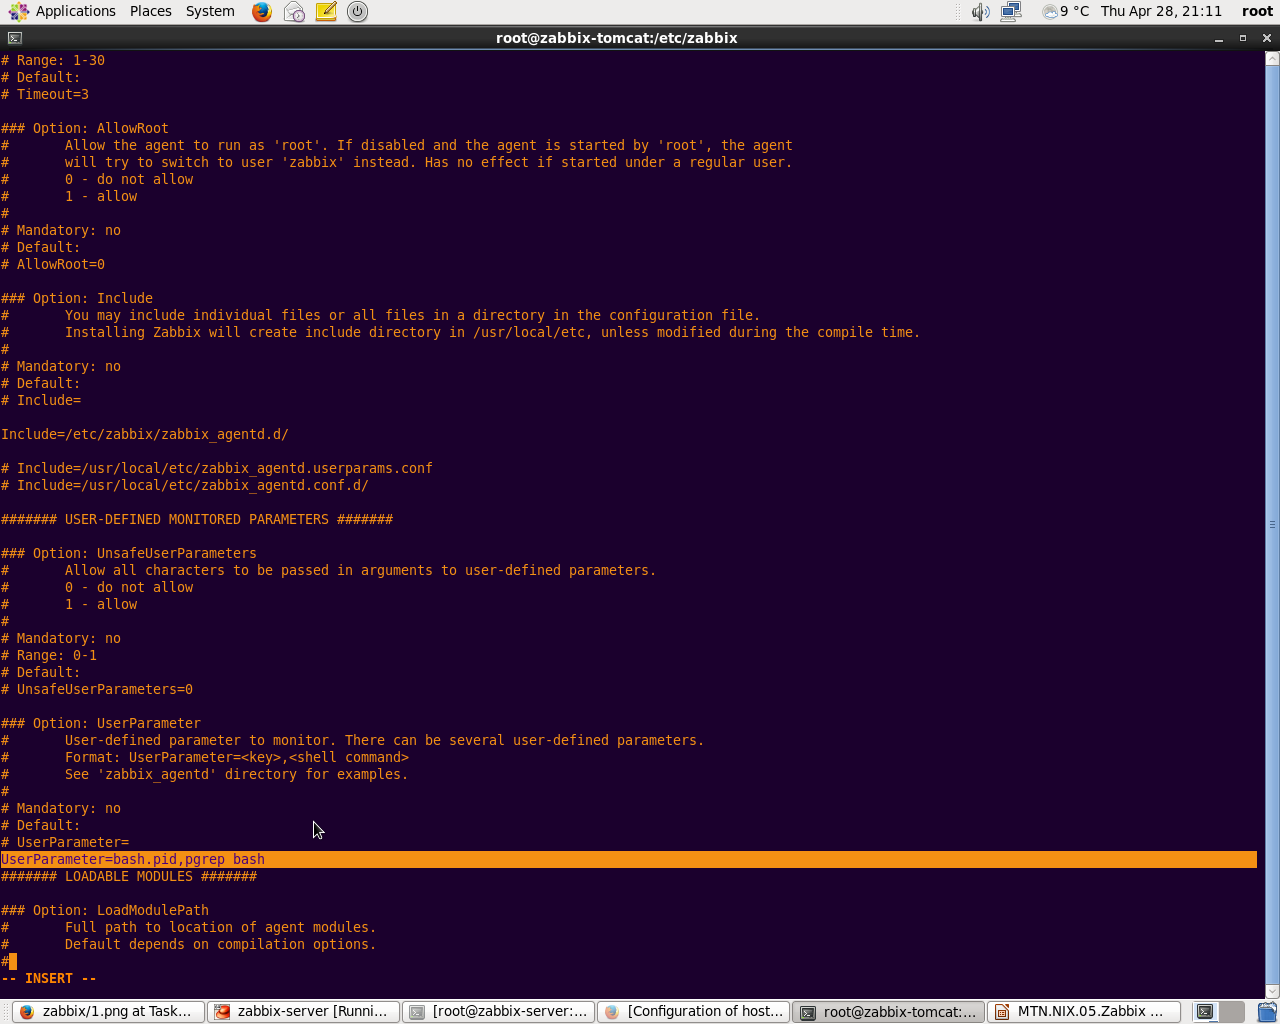 Applications Places System 9 °C Thu Apr 28, 21:11 root
root@zabbix-tomcat:/etc/zabbix
# Range: 1-30
# Default:
# Timeout=3
### Option: AllowRoot
#       Allow the agent to run as 'root'. If disabled and the agent is started by 'root', the agent
#       will try to switch to user 'zabbix' instead. Has no effect if started under a regular user.
#       0 - do not allow
#       1 - allow
#
# Mandatory: no
# Default:
# AllowRoot=0
### Option: Include
#       You may include individual files or all files in a directory in the configuration file.
#       Installing Zabbix will create include directory in /usr/local/etc, unless modified during the compile time.
#
# Mandatory: no
# Default:
# Include=
Include=/etc/zabbix/zabbix_agentd.d/
# Include=/usr/local/etc/zabbix_agentd.userparams.conf
# Include=/usr/local/etc/zabbix_agentd.conf.d/
####### USER-DEFINED MONITORED PARAMETERS #######
### Option: UnsafeUserParameters
#       Allow all characters to be passed in arguments to user-defined parameters.
#       0 - do not allow
#       1 - allow
#
# Mandatory: no
# Range: 0-1
# Default:
# UnsafeUserParameters=0
### Option: UserParameter
#       User-defined parameter to monitor. There can be several user-defined parameters.
#       Format: UserParameter=<key>,<shell command>
#       See 'zabbix_agentd' directory for examples.
#
# Mandatory: no
# Default:
# UserParameter=
UserParameter=bash.pid,pgrep bash
####### LOADABLE MODULES #######
### Option: LoadModulePath
#       Full path to location of agent modules.
#       Default depends on compilation options.
#
-- INSERT --
zabbix/1.png at Task... zabbix-server [Runni... [root@zabbix-server:... [Configuration of host... root@zabbix-tomcat:... MTN.NIX.05.Zabbix ...